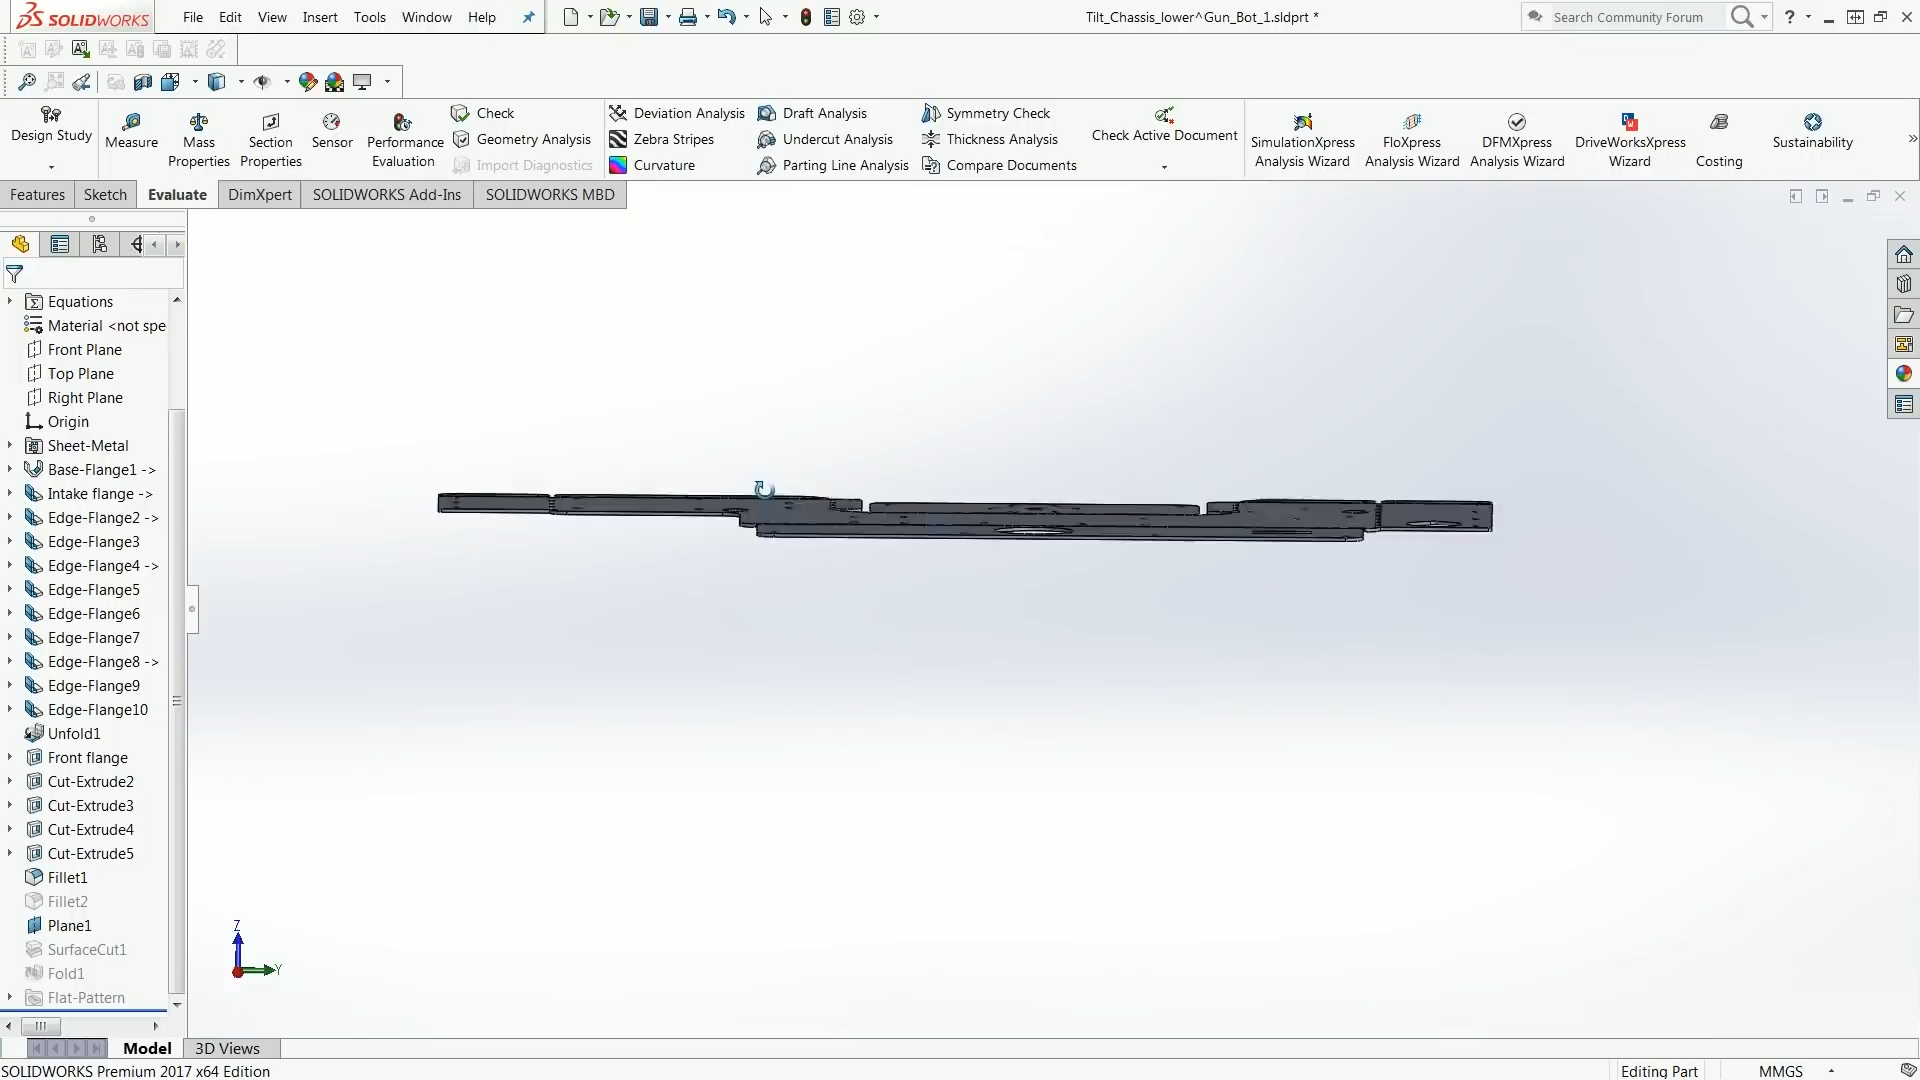 SOLIDWORKS File Edit View Insert Tools Window Help Tilt_Chassis_lower^Gun_Bot_1.sldprt * Search Community Forum ?
Design Study
Measure
Mass Properties
Section Properties
Sensor
Performance Evaluation
Check
Geometry Analysis
Import Diagnostics
Deviation Analysis
Zebra Stripes
Curvature
Draft Analysis
Undercut Analysis
Parting Line Analysis
Symmetry Check
Thickness Analysis
Compare Documents
Check Active Document
SimulationXpress Analysis Wizard
FloXpress Analysis Wizard
DFMXpress Analysis Wizard
DriveWorksXpress Wizard
Costing
Sustainability
Features Sketch Evaluate DimXpert SOLIDWORKS Add-Ins SOLIDWORKS MBD
Equations
Material <not spe
Front Plane
Top Plane
Right Plane
Origin
Sheet-Metal
Base-Flange1 ->
Intake flange ->
Edge-Flange2 ->
Edge-Flange3
Edge-Flange4 ->
Edge-Flange5
Edge-Flange6
Edge-Flange7
Edge-Flange8 ->
Edge-Flange9
Edge-Flange10
Unfold1
Front flange
Cut-Extrude2
Cut-Extrude3
Cut-Extrude4
Cut-Extrude5
Fillet1
Fillet2
Plane1
SurfaceCut1
Fold1
Flat-Pattern
Z
Y
Model 3D Views
SOLIDWORKS Premium 2017 x64 Edition Editing Part MMGS